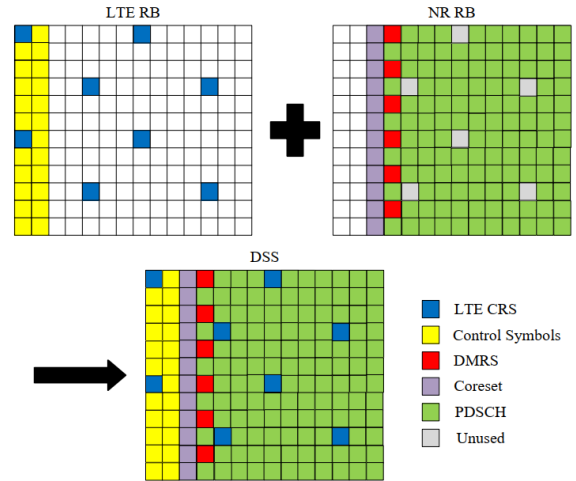 LTE RB
NR RB
DSS
LTE CRS
Control Symbols
DMRS
Coreset
PDSCH
Unused